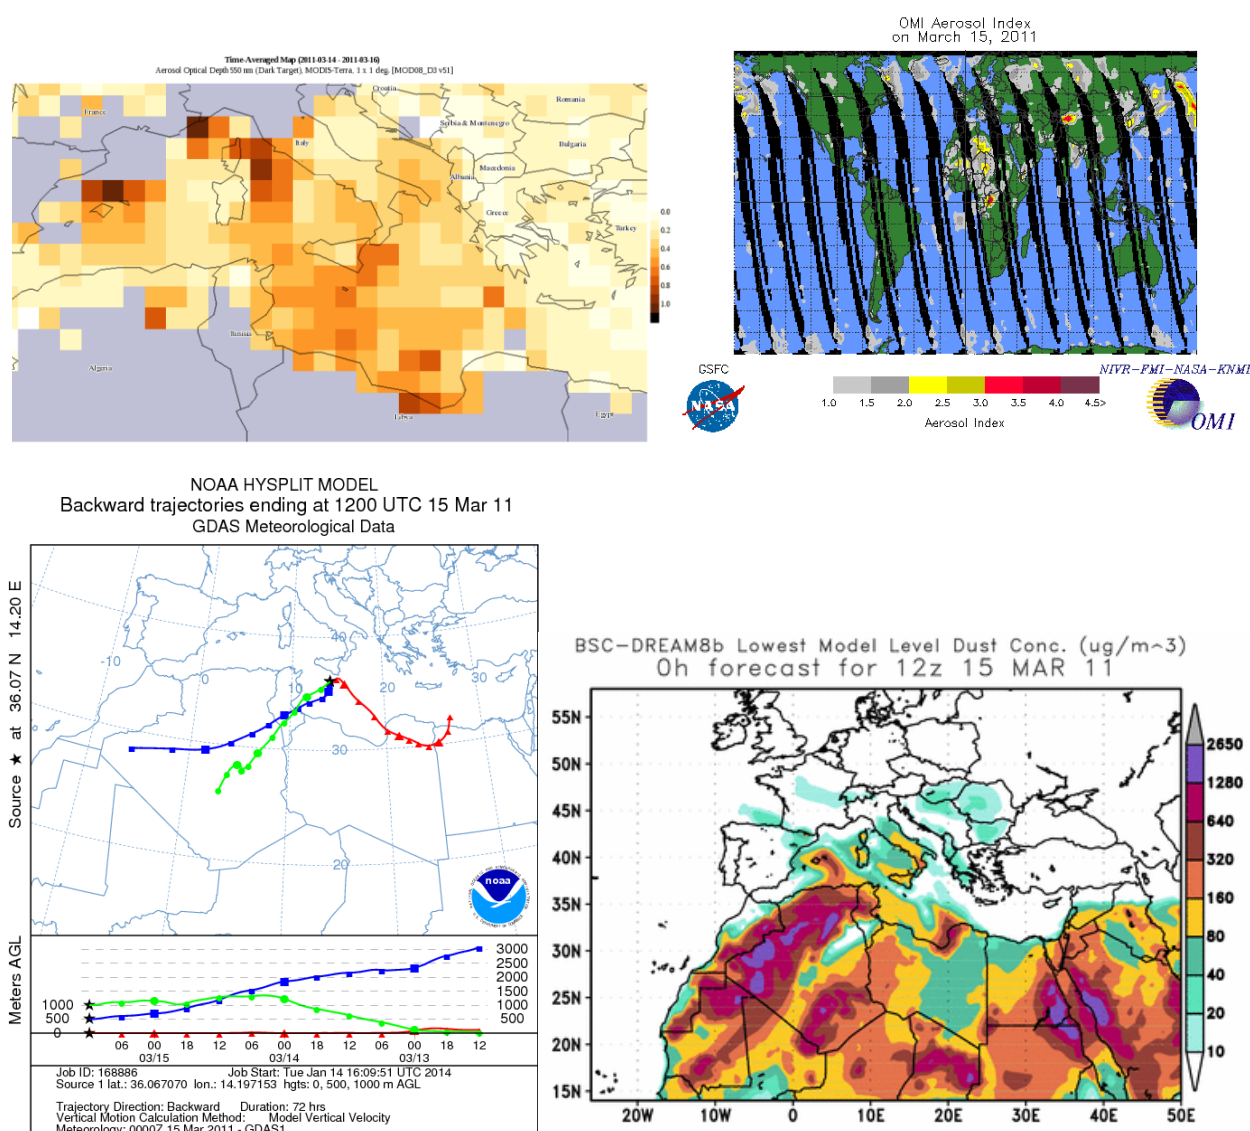 Time-Averaged Map (2011-03-14 - 2011-03-16)
Aerosol Optical Depth 550 nm (Dark Target), MODIS-Terra, 1 x 1 deg. [MOD08_D3 v51]
Croatia
France
Romania
Serbia & Montenegro
Italy
Bulgaria
Macedonia
Albania
Greece
Turkey
Tunisia
Algeria
Libya
Egypt
0.0
0.2
0.4
0.6
0.8
1.0
OMI Aerosol Index
on March 15, 2011
GSFC
NASA
NIVR-FMI-NASA-KNMI
OMI
1.0 1.5 2.0 2.5 3.0 3.5 4.0 4.5>
Aerosol Index
NOAA HYSPLIT MODEL
Backward trajectories ending at 1200 UTC 15 Mar 11
GDAS Meteorological Data
Source ★ at 36.07 N 14.20 E
-10
0
10
20
30
40
30
20
noaa
Meters AGL
3000
2500
2000
1500
1000
500
1000
500
0
06 00 18 12 06 00 18 12 06 00 18 12
03/15 03/14 03/13
Job ID: 168886 Job Start: Tue Jan 14 16:09:51 UTC 2014
Source 1 lat.: 36.067070 lon.: 14.197153 hgts: 0, 500, 1000 m AGL
Trajectory Direction: Backward Duration: 72 hrs
Vertical Motion Calculation Method: Model Vertical Velocity
Meteorology: 0000Z 15 Mar 2011 - GDAS1
BSC-DREAM8b Lowest Model Level Dust Conc. (ug/m^3)
0h forecast for 12z 15 MAR 11
55N
50N
45N
40N
35N
30N
25N
20N
15N
20W 10W 0 10E 20E 30E 40E 50E
2650
1280
640
320
160
80
40
20
10